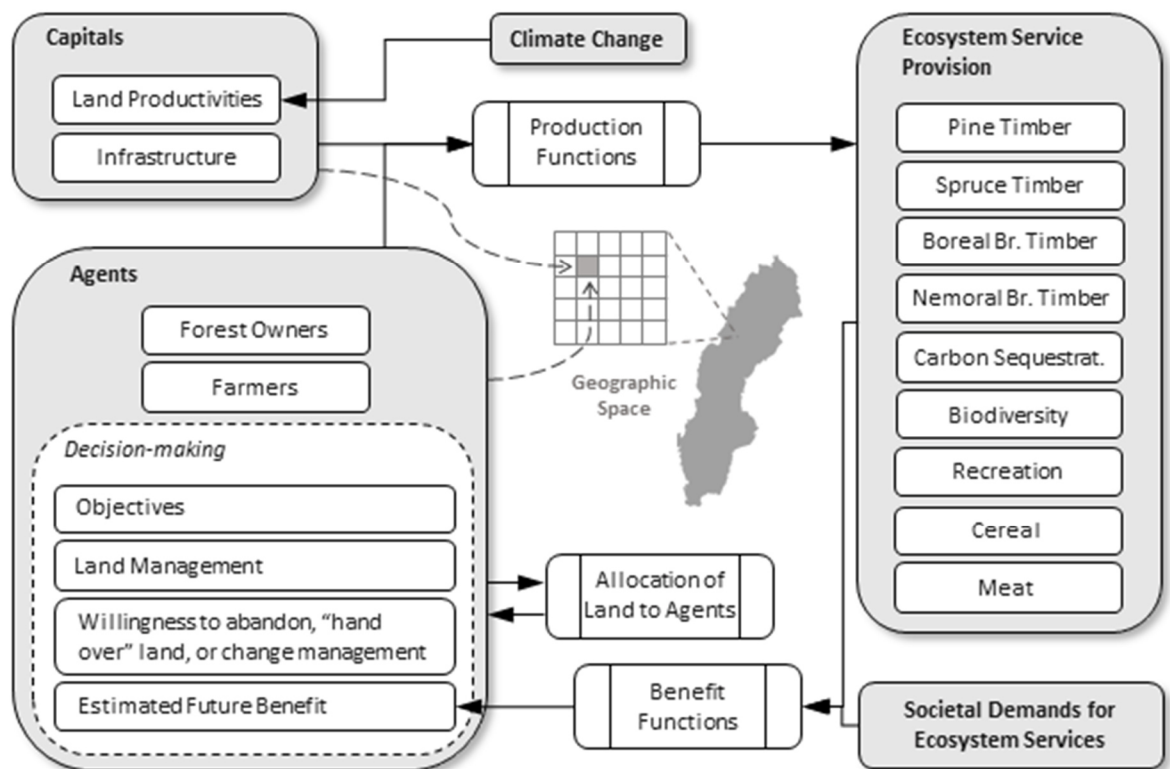 Capitals
Land Productivities
Infrastructure
Climate Change
Production
Functions
Ecosystem Service
Provision
Pine Timber
Spruce Timber
Boreal Br. Timber
Nemoral Br. Timber
Carbon Sequestrat.
Biodiversity
Recreation
Cereal
Meat
Agents
Forest Owners
Farmers
Decision-making
Objectives
Land Management
Willingness to abandon, “hand
over” land, or change management
Estimated Future Benefit
Geographic
Space
Allocation of
Land to Agents
Benefit
Functions
Societal Demands for
Ecosystem Services